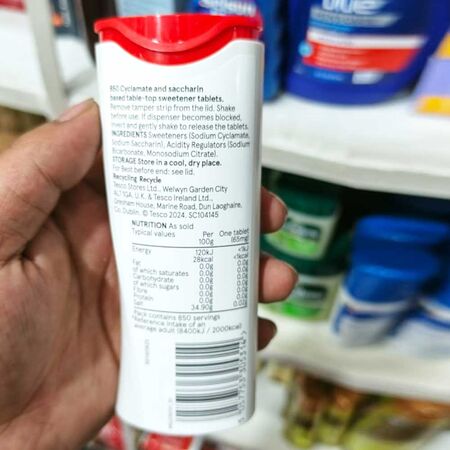 850 Cyclamate and saccharin
based table-top sweetener tablets.
Remove tamper strip from the lid. Shake
before use. If dispenser becomes blocked,
invert and gently shake to release the tablets.
INGREDIENTS Sweeteners (Sodium Cyclamate,
Sodium Saccharin), Acidity Regulators (Sodium
Bicarbonate, Monosodium Citrate).
STORAGE Store in a cool, dry place.
For Best before end: see lid.
Recycling Recycle
Tesco Stores Ltd., Welwyn Garden City
AL7 1GA, U.K. & Tesco Ireland Ltd.,
Gresham House, Marine Road, Dun Laoghaire,
Co. Dublin. © Tesco 2024. SC104145
NUTRITION As sold
Typical values Per 100g One tablet (65mg)
Energy 120kJ <1kJ
28kcal <1kcal
Fat 0.0g 0.0g
of which saturates 0.0g 0.0g
Carbohydrate 0.0g 0.0g
of which sugars 0.0g 0.0g
Fibre 0.0g 0.0g
Protein 0.0g 0.0g
Salt 34.90g 0.02g
Pack contains 850 servings
*Reference intake of an
average adult (8400kJ / 2000kcal)